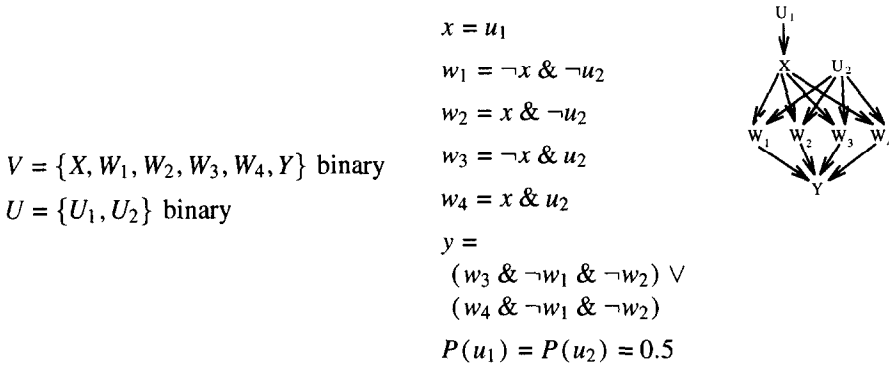 V = {X, W₁, W₂, W₃, W₄, Y} binary
U = {U₁, U₂} binary
x = u₁
w₁ = ¬x & ¬u₂
w₂ = x & ¬u₂
w₃ = ¬x & u₂
w₄ = x & u₂
y =
(w₃ & ¬w₁ & ¬w₂) ∨
(w₄ & ¬w₁ & ¬w₂)
P(u₁) = P(u₂) = 0.5
U₁
X U₂
W₁ W₂ W₃ W₄
Y